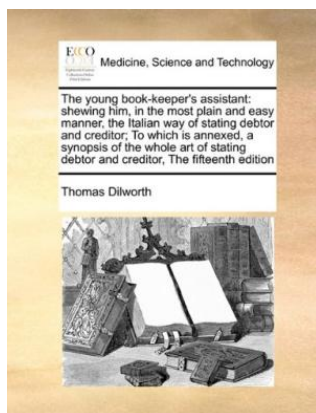 ECCO
Medicine, Science and Technology
The young book-keeper's assistant:
shewing him, in the most plain and easy
manner, the Italian way of stating debtor
and creditor; To which is annexed, a
synopsis of the whole art of stating
debtor and creditor, The fifteenth edition
Thomas Dilworth